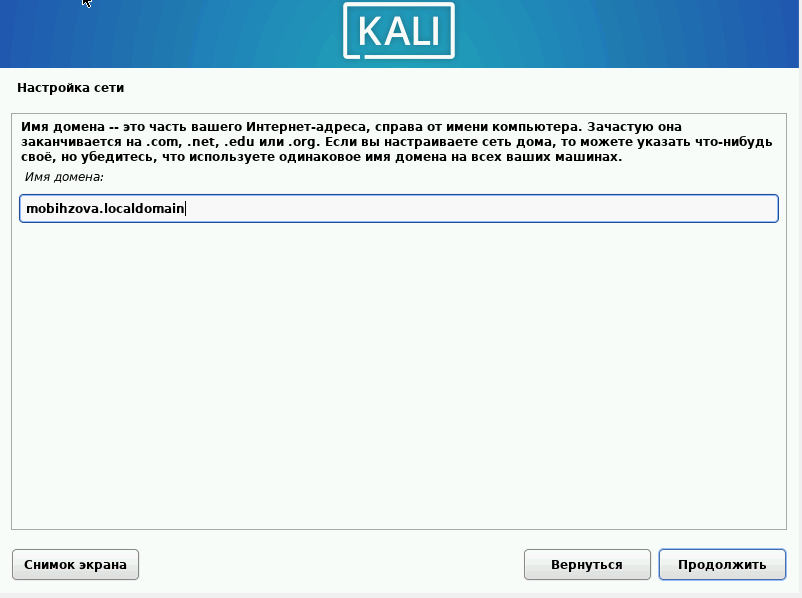 KALI
Настройка сети
Имя домена -- это часть вашего Интернет-адреса, справа от имени компьютера. Зачастую она
заканчивается на .com, .net, .edu или .org. Если вы настраиваете сеть дома, то можете указать что-нибудь
своё, но убедитесь, что используете одинаковое имя домена на всех ваших машинах.
Имя домена:
mobihzova.localdomain
Снимок экрана
Вернуться
Продолжить